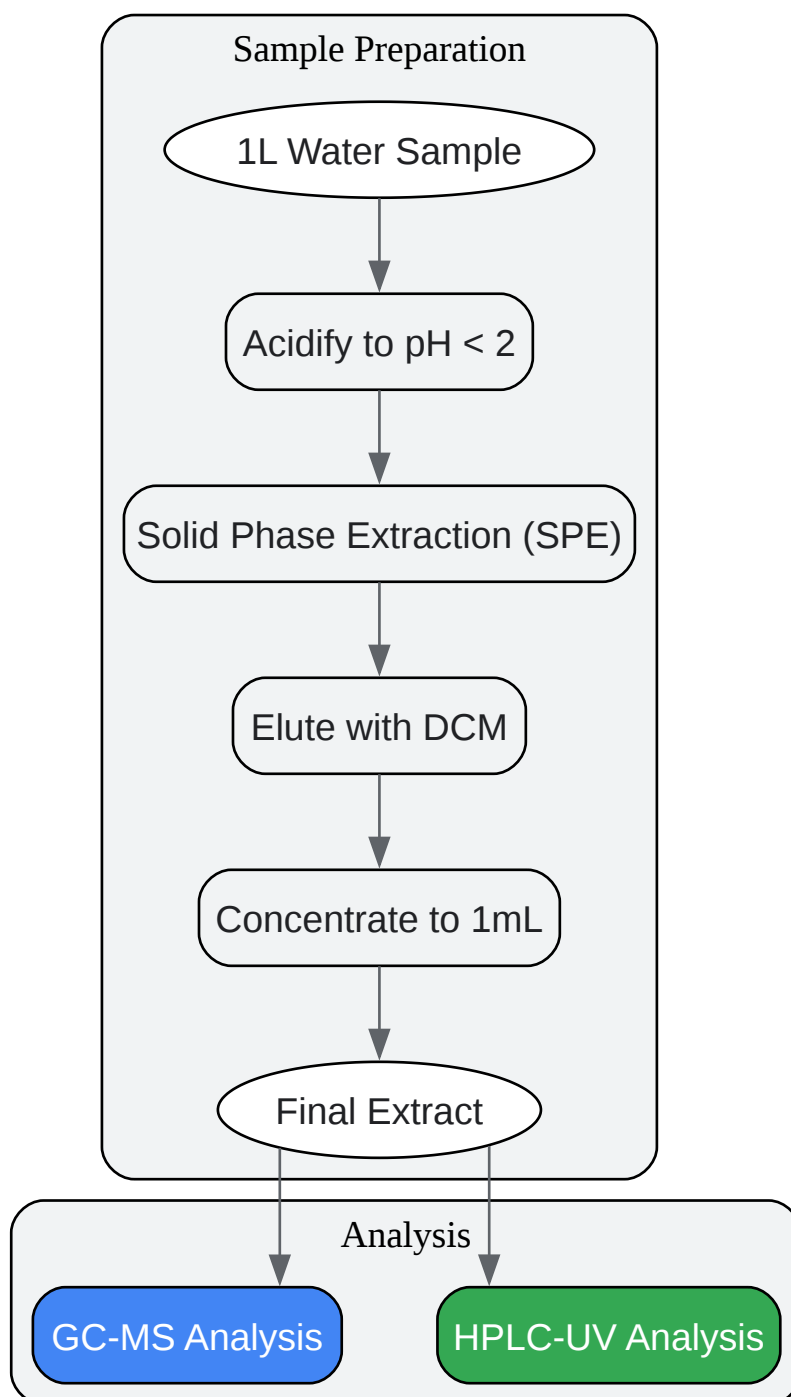 Sample Preparation
1L Water Sample
Acidify to pH < 2
Solid Phase Extraction (SPE)
Elute with DCM
Concentrate to 1mL
Final Extract
Analysis
GC-MS Analysis
HPLC-UV Analysis